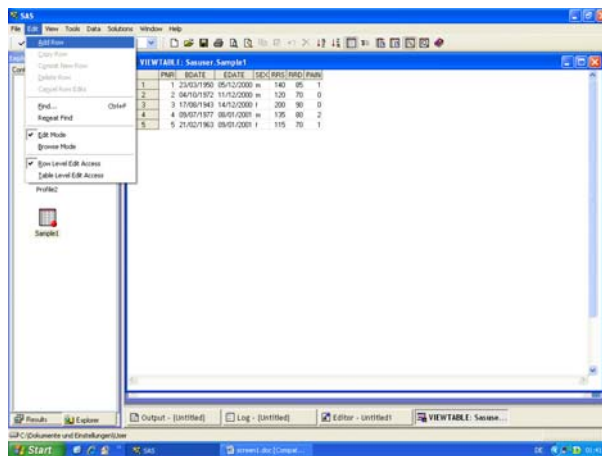 SAS
File Edit View Tools Data Solutions Window Help
Add Row
Copy Row
Commit New Row
Delete Row
Cancel Row Edits
Find... Ctrl+F
Repeat Find
Edit Mode
Browse Mode
Row Level Edit Access
Table Level Edit Access
Profile2
Sample1
VIEWTABLE: Sasuser.Sample1
PNR BDATE EDATE SEX RRS RRD PAIN
1 1 23/03/1950 05/12/2000 m 140 85 1
2 2 04/10/1972 11/12/2000 m 120 70 0
3 3 17/08/1943 14/12/2000 f 200 90 0
4 4 09/07/1977 08/01/2001 m 135 80 2
5 5 21/02/1963 09/01/2001 f 115 70 1
Results Explorer
Output - (Untitled) Log - (Untitled) Editor - Untitled1 VIEWTABLE: Sasuse...
C:\Dokumente und Einstellungen\User
Start SAS screen1.doc [Compat...
DE 01:41